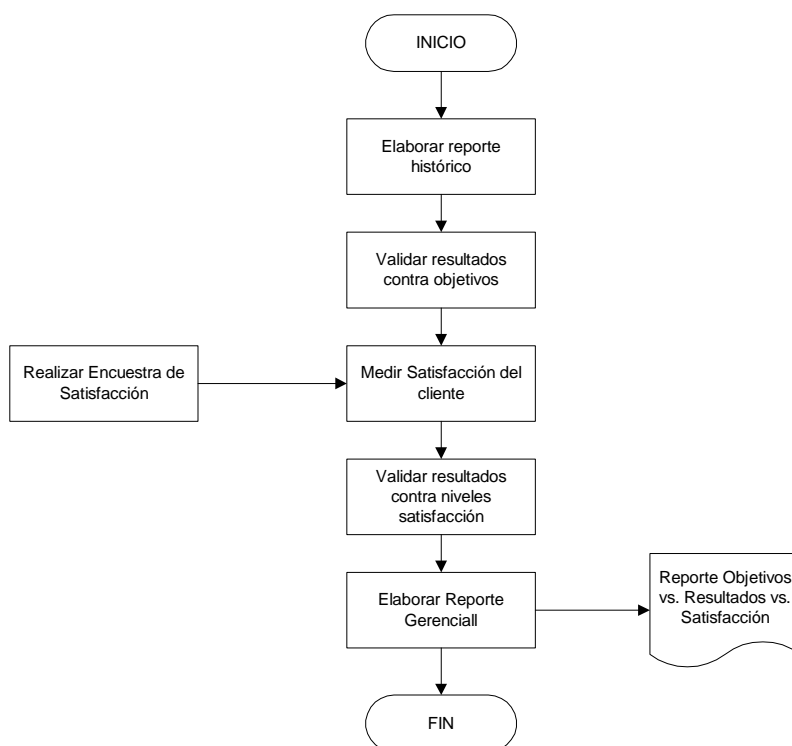 INICIO
Elaborar reporte
histórico
Validar resultados
contra objetivos
Realizar Encuestra de
Satisfacción
Medir Satisfacción del
cliente
Validar resultados
contra niveles
satisfacción
Elaborar Reporte
Gerenciall
Reporte Objetivos
vs. Resultados vs.
Satisfacción
FIN